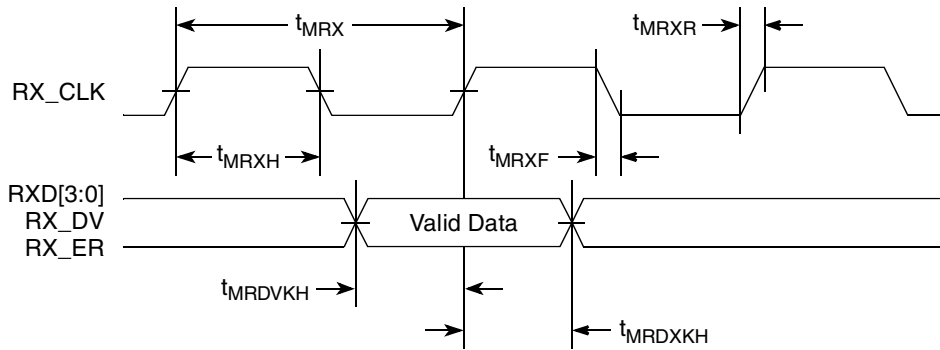 tMRX
tMRXR
RX_CLK
tMRXH
tMRXF
RXD[3:0]
RX_DV
RX_ER
Valid Data
tMRDVKH
tMRDXKH